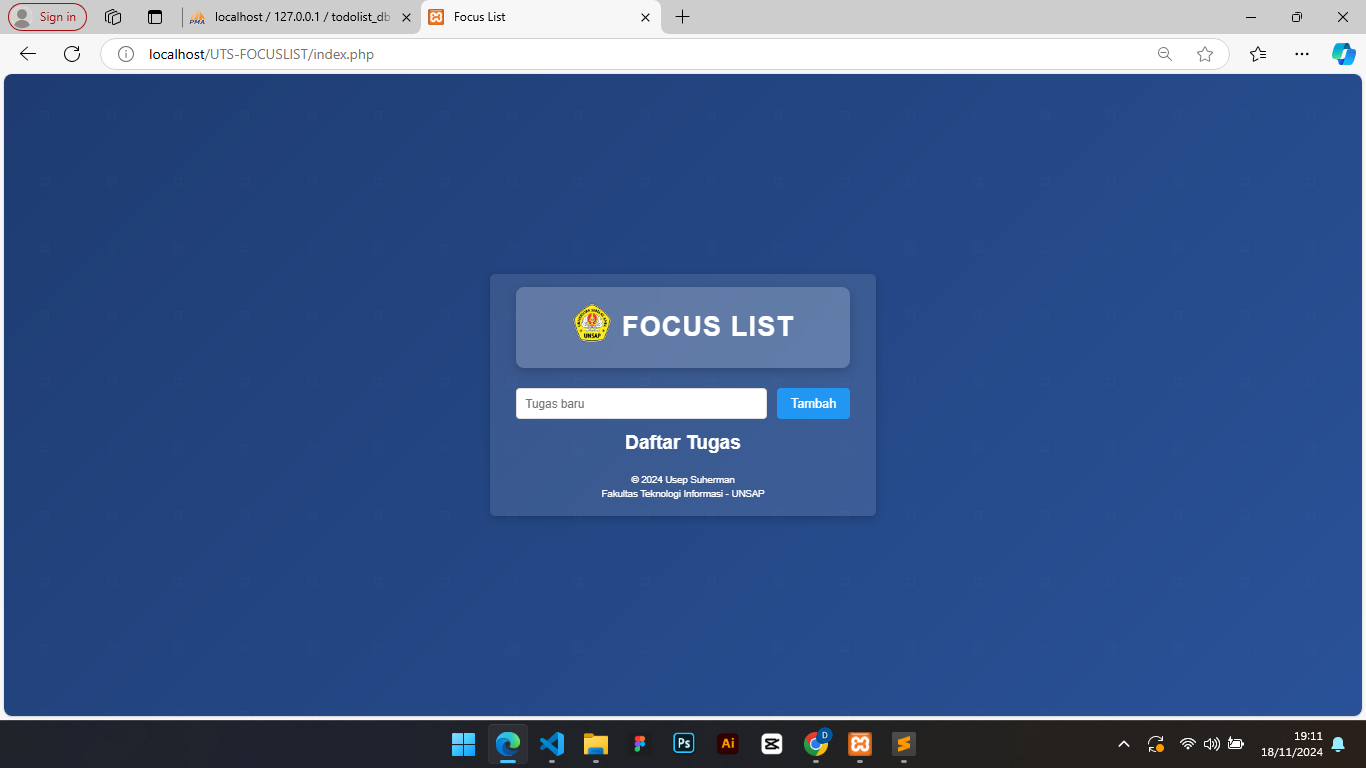 Sign in
localhost / 127.0.0.1 / todolist_db
Focus List
localhost/UTS-FOCUSLIST/index.php
UNSAP
FOCUS LIST
Tugas baru
Tambah
Daftar Tugas
© 2024 Usep Suherman
Fakultas Teknologi Informasi - UNSAP
Ps
Ai
D
19:11
18/11/2024